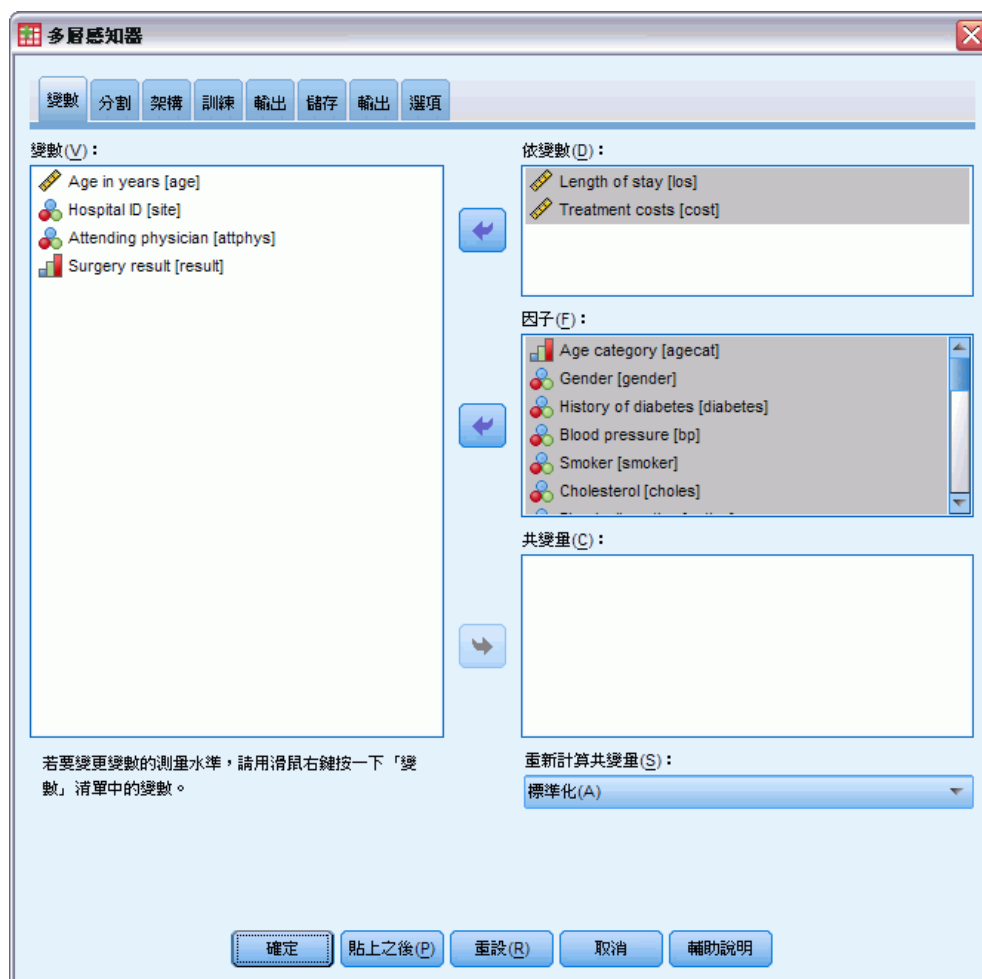 多層感知器
變數 分割 架構 訓練 輸出 儲存 輸出 選項
變數(V)：
Age in years [age]
Hospital ID [site]
Attending physician [attphys]
Surgery result [result]
若要變更變數的測量水準，請用滑鼠右鍵按一下「變
數」清單中的變數。
依變數(D)：
Length of stay [los]
Treatment costs [cost]
因子(F)：
Age category [agecat]
Gender [gender]
History of diabetes [diabetes]
Blood pressure [bp]
Smoker [smoker]
Cholesterol [choles]
共變量(C)：
重新計算共變量(S)：
標準化(A)
確定 貼上之後(P) 重設(R) 取消 輔助說明